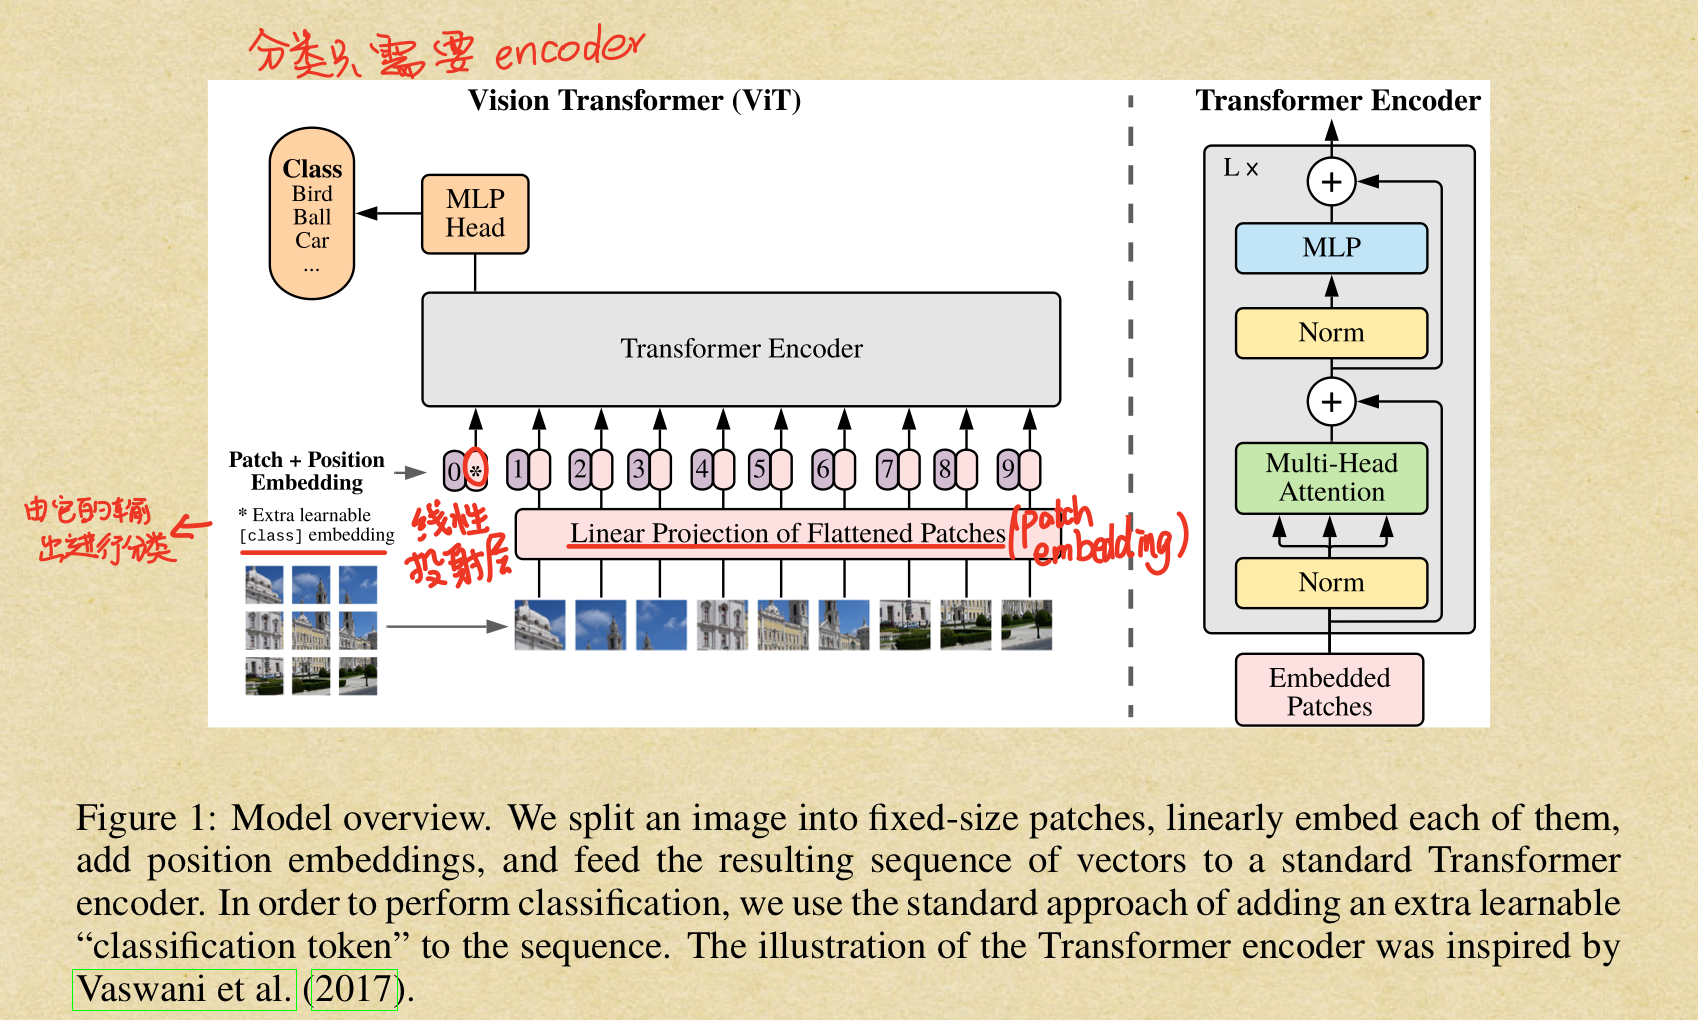 分类只需要 encoder
Vision Transformer (ViT)
Class
Bird
Ball
Car
...
MLP
Head
Transformer Encoder
Patch + Position
Embedding
0 * 1 2 3 4 5 6 7 8 9
* Extra learnable
[class] embedding
由它的输
出进行分类
线性
投射层
Linear Projection of Flattened Patches
(patch
embedding)
Transformer Encoder
L ×
+
MLP
Norm
+
Multi-Head
Attention
Norm
Embedded
Patches
Figure 1: Model overview. We split an image into fixed-size patches, linearly embed each of them,
add position embeddings, and feed the resulting sequence of vectors to a standard Transformer
encoder. In order to perform classification, we use the standard approach of adding an extra learnable
“classification token” to the sequence. The illustration of the Transformer encoder was inspired by
Vaswani et al. (2017).